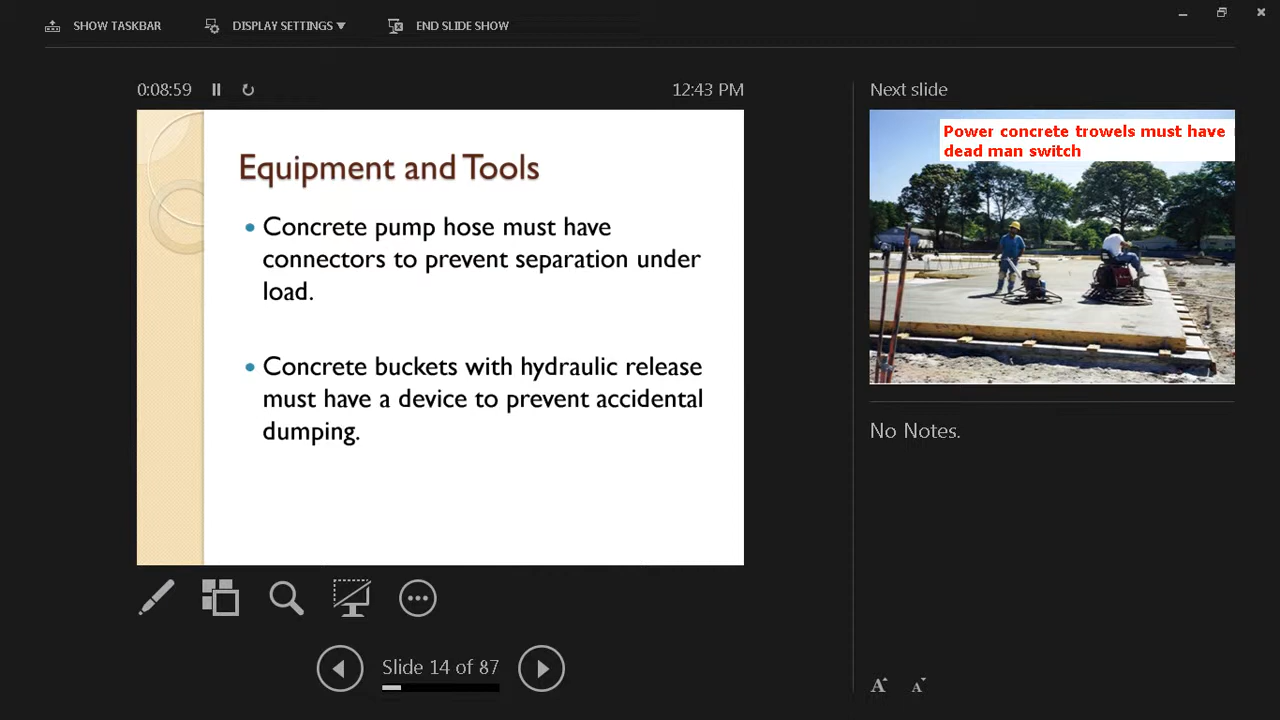 SHOW TASKBAR
DISPLAY SETTINGS
END SLIDE SHOW
0:08:59
12:43 PM
Equipment and Tools
• Concrete pump hose must have
connectors to prevent separation under
load.
• Concrete buckets with hydraulic release
must have a device to prevent accidental
dumping.
Next slide
Power concrete trowels must have
dead man switch
No Notes.
Slide 14 of 87
A A